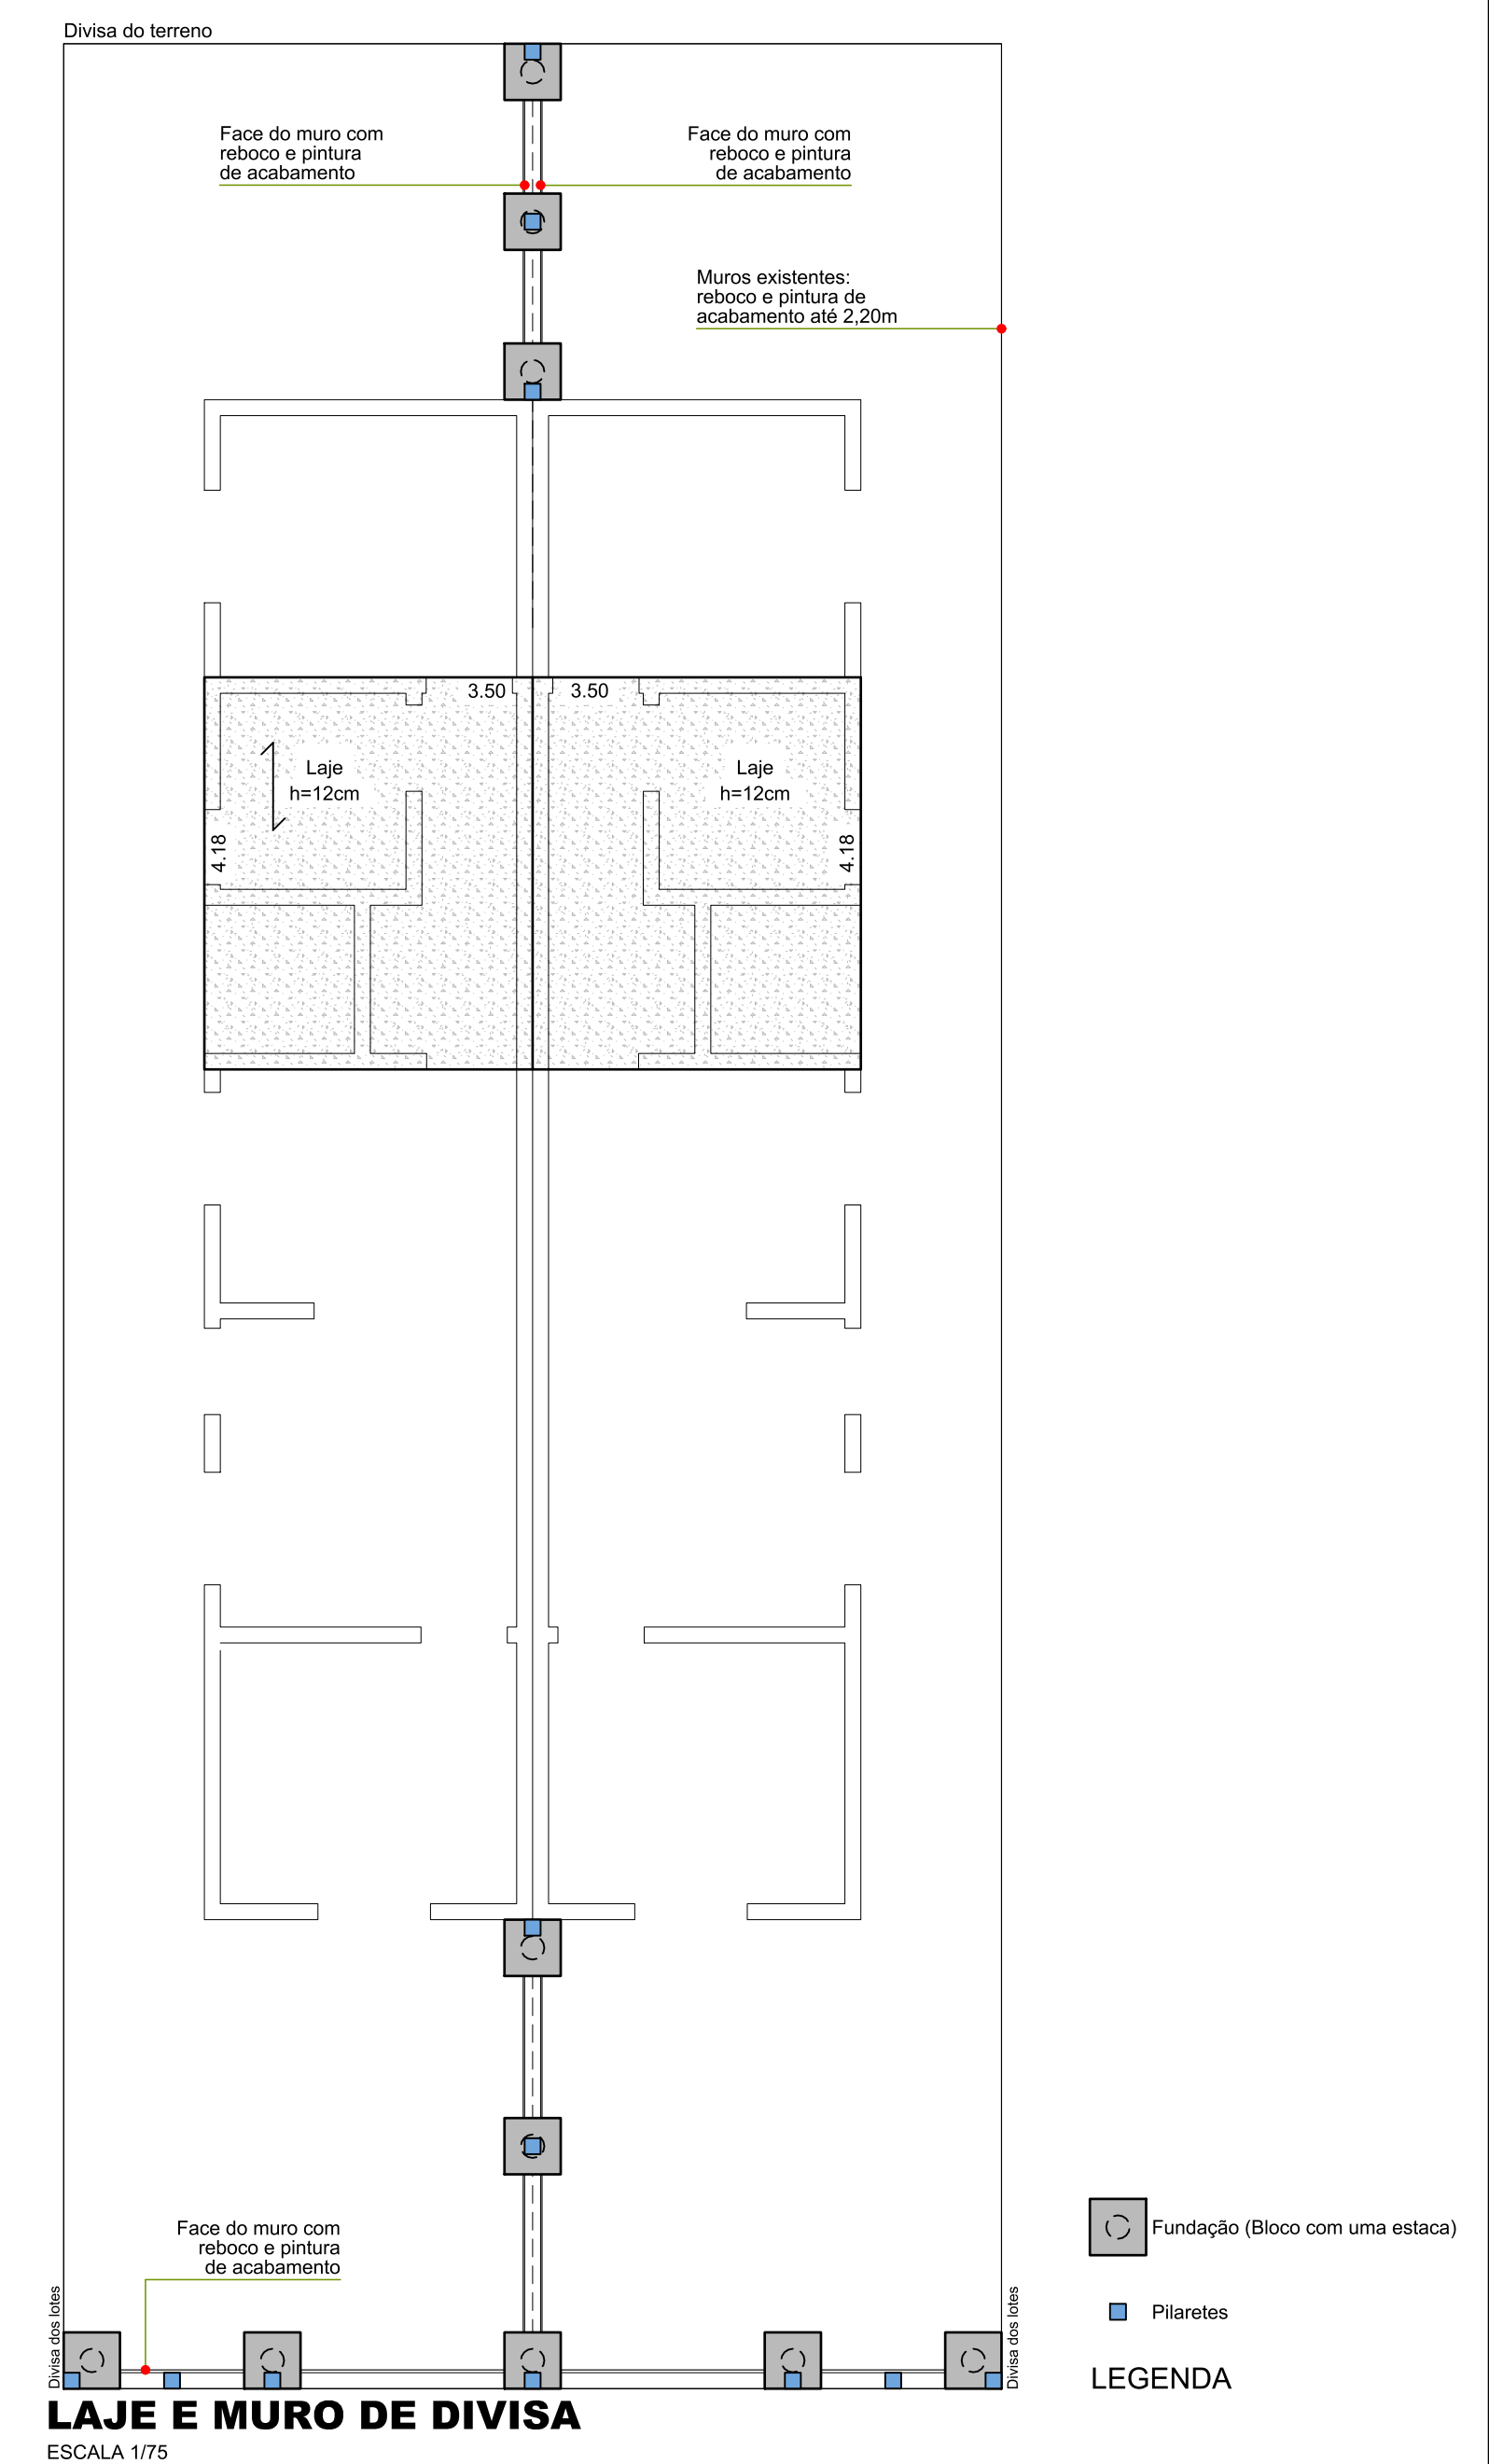 Divisa do terreno
Face do muro com
reboco e pintura
de acabamento
Face do muro com
reboco e pintura
de acabamento
Muros existentes:
reboco e pintura de
acabamento até 2,20m
3.50
3.50
Laje
h=12cm
Laje
h=12cm
4.18
4.18
Face do muro com
reboco e pintura
de acabamento
Divisa dos lotes
Divisa dos lotes
Fundação (Bloco com uma estaca)
Pilaretes
LEGENDA
LAJE E MURO DE DIVISA
ESCALA 1/75